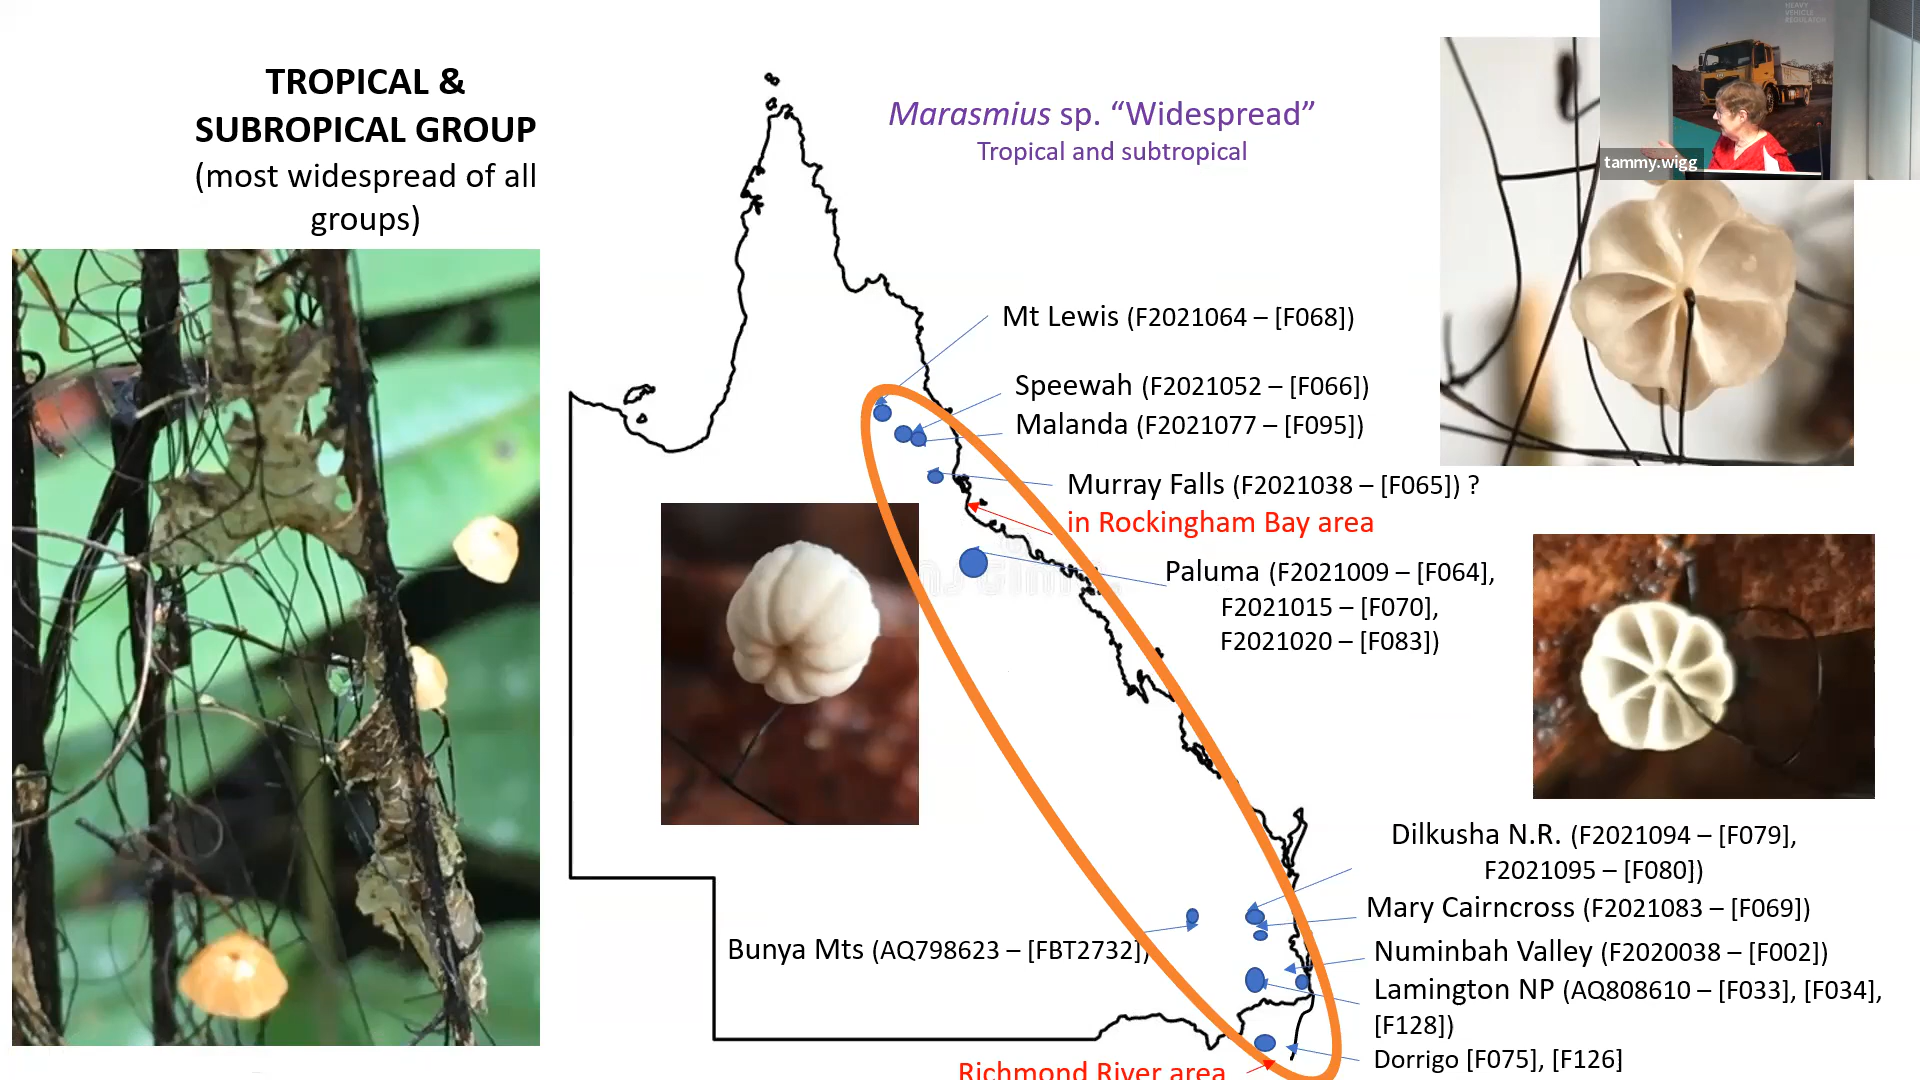 TROPICAL &
SUBROPICAL GROUP
(most widespread of all
groups)
Marasmius sp. “Widespread”
Tropical and subtropical
HEAVY
VEHICLE
REGULATOR
tammy.wigg
Mt Lewis (F2021064 – [F068])
Speewah (F2021052 – [F066])
Malanda (F2021077 – [F095])
Murray Falls (F2021038 – [F065]) ?
in Rockingham Bay area
Paluma (F2021009 – [F064],
F2021015 – [F070],
F2021020 – [F083])
Dilkusha N.R. (F2021094 – [F079],
F2021095 – [F080])
Mary Cairncross (F2021083 – [F069])
Bunya Mts (AQ798623 – [FBT2732])
Numinbah Valley (F2020038 – [F002])
Lamington NP (AQ808610 – [F033], [F034],
[F128])
Dorrigo [F075], [F126]
Richmond River area